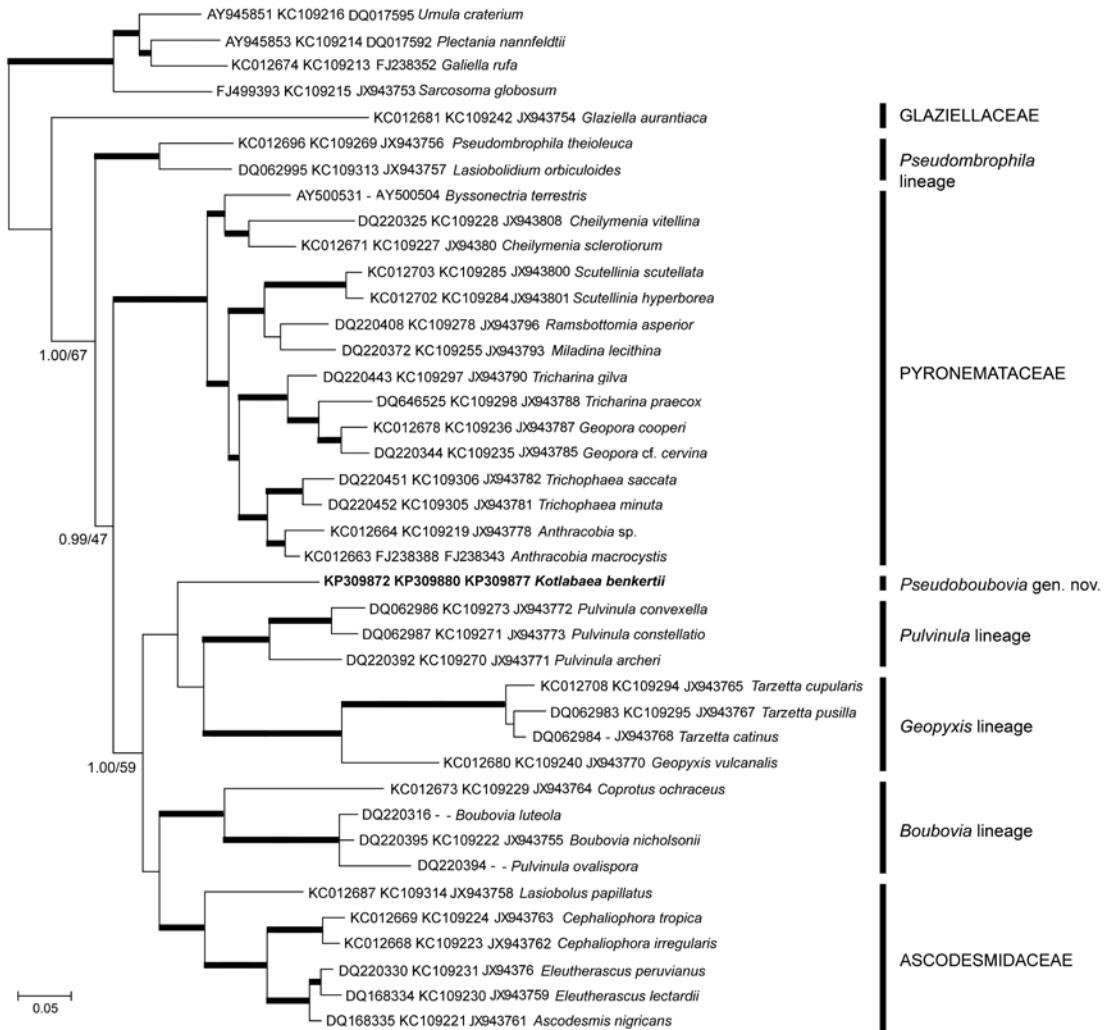 AY945851 KC109216 DQ017595 Urnula craterium
AY945853 KC109214 DQ017592 Plectania nannfeldtii
KC012674 KC109213 FJ238352 Galiella rufa
FJ499393 KC109215 JX943753 Sarcosoma globosum
KC012681 KC109242 JX943754 Glaziella aurantiaca
GLAZIELLACEAE
KC012696 KC109269 JX943756 Pseudombrophila theioleuca
DQ062995 KC109313 JX943757 Lasiobolidium orbiculoides
Pseudombrophila
lineage
AY500531 - AY500504 Byssonectria terrestris
DQ220325 KC109228 JX943808 Cheilymenia vitellina
KC012671 KC109227 JX94380 Cheilymenia sclerotiorum
KC012703 KC109285 JX943800 Scutellinia scutellata
KC012702 KC109284 JX943801 Scutellinia hyperborea
DQ220408 KC109278 JX943796 Ramsbottomia asperior
DQ220372 KC109255 JX943793 Miladina lecithina
1.00/67
DQ220443 KC109297 JX943790 Tricharina gilva
PYRONEMATACEAE
DQ646525 KC109298 JX943788 Tricharina praecox
KC012678 KC109236 JX943787 Geopora cooperi
DQ220344 KC109235 JX943785 Geopora cf. cervina
DQ220451 KC109306 JX943782 Trichophaea saccata
DQ220452 KC109305 JX943781 Trichophaea minuta
KC012664 KC109219 JX943778 Anthracobia sp.
0.99/47
KC012663 FJ238388 FJ238343 Anthracobia macrocystis
KP309872 KP309880 KP309877 Kotlabaea benkertii
Pseudoboubovia gen. nov.
DQ062986 KC109273 JX943772 Pulvinula convexella
DQ062987 KC109271 JX943773 Pulvinula constellatio
DQ220392 KC109270 JX943771 Pulvinula archeri
Pulvinula lineage
KC012708 KC109294 JX943765 Tarzetta cupularis
DQ062983 KC109295 JX943767 Tarzetta pusilla
DQ062984 - JX943768 Tarzetta catinus
Geopyxis lineage
KC012680 KC109240 JX943770 Geopyxis vulcanalis
1.00/59
KC012673 KC109229 JX943764 Coprotus ochraceus
DQ220316 - - Boubovia luteola
DQ220395 KC109222 JX943755 Boubovia nicholsonii
DQ220394 - - Pulvinula ovalispora
Boubovia lineage
KC012687 KC109314 JX943758 Lasiobolus papillatus
KC012669 KC109224 JX943763 Cephaliophora tropica
KC012668 KC109223 JX943762 Cephaliophora irregularis
ASCODESMIDACEAE
DQ220330 KC109231 JX94376 Eleutherascus peruvianus
DQ168334 KC109230 JX943759 Eleutherascus lectardii
DQ168335 KC109221 JX943761 Ascodesmis nigricans
0.05